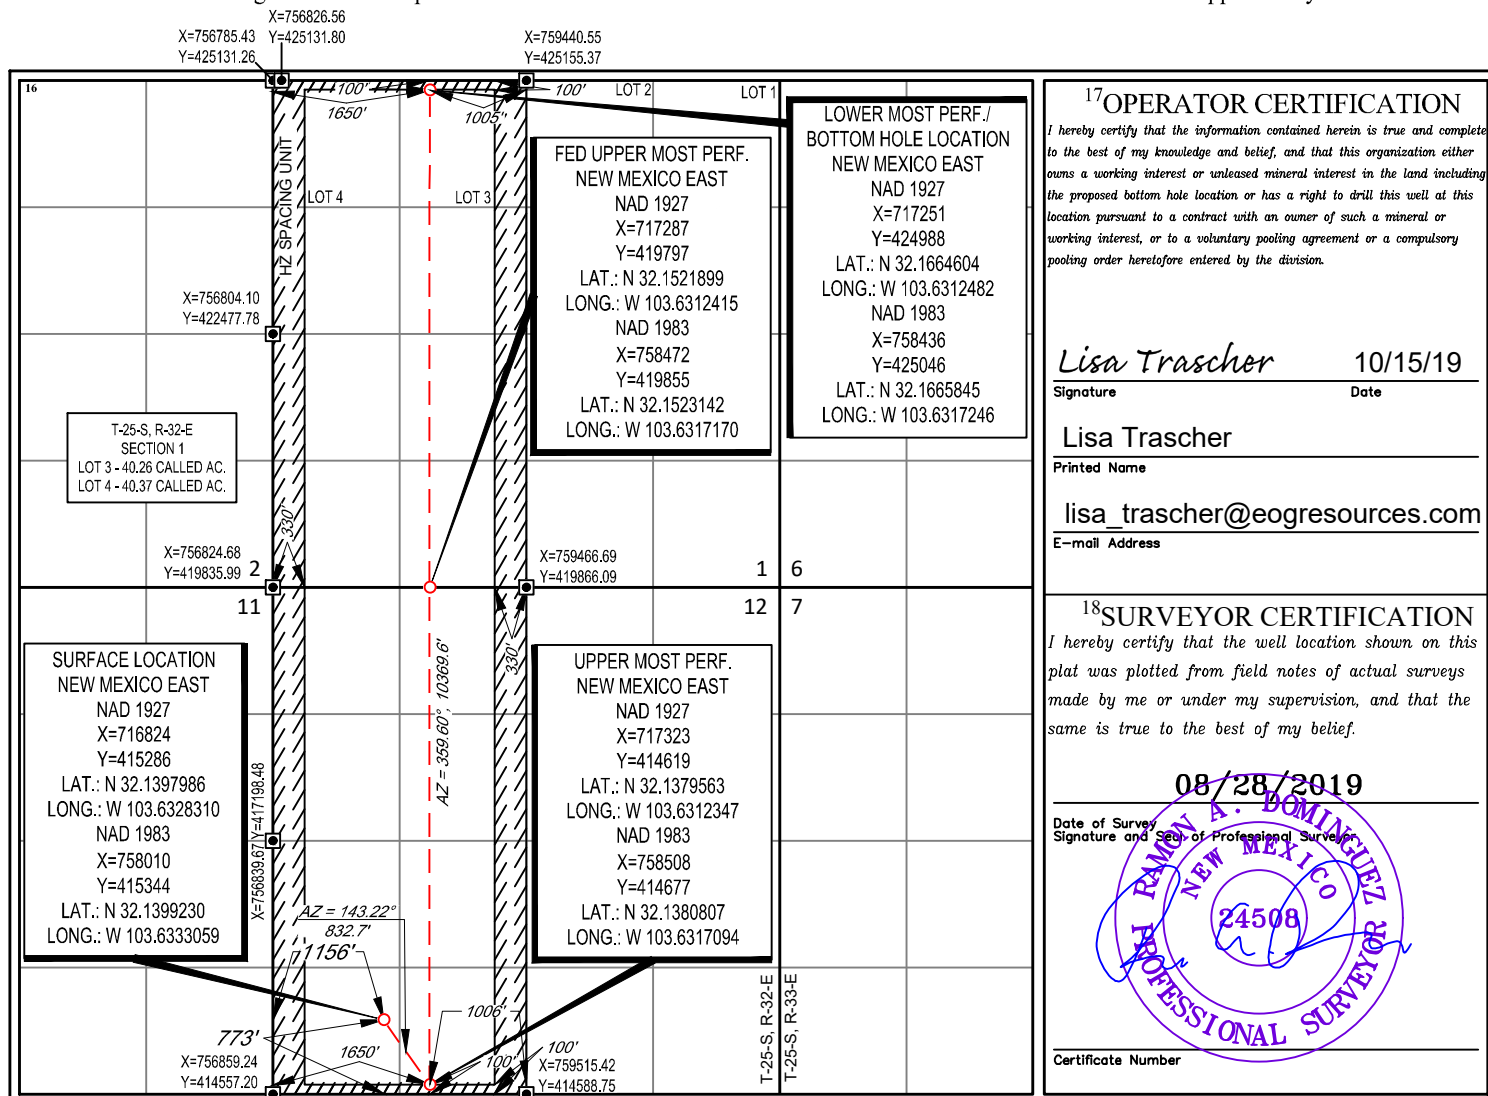 X=756826.56
X=756785.43 Y=425131.80
Y=425131.26
X=759440.55
Y=425155.37
16
100'
1650'
1005'
100'
LOT 2
LOT 1
HZ SPACING UNIT
LOT 4
LOT 3
FED UPPER MOST PERF.
NEW MEXICO EAST
NAD 1927
X=717287
Y=419797
LAT.: N 32.1521899
LONG.: W 103.6312415
NAD 1983
X=758472
Y=419855
LAT.: N 32.1523142
LONG.: W 103.6317170
LOWER MOST PERF./
BOTTOM HOLE LOCATION
NEW MEXICO EAST
NAD 1927
X=717251
Y=424988
LAT.: N 32.1664604
LONG.: W 103.6312482
NAD 1983
X=758436
Y=425046
LAT.: N 32.1665845
LONG.: W 103.6317246
X=756804.10
Y=422477.78
T-25-S, R-32-E
SECTION 1
LOT 3 - 40.26 CALLED AC.
LOT 4 - 40.37 CALLED AC.
330'
X=756824.68
Y=419835.99
2
X=759466.69
Y=419866.09
1
6
11
12
7
330'
AZ = 359.60°, 10369.6'
SURFACE LOCATION
NEW MEXICO EAST
NAD 1927
X=716824
Y=415286
LAT.: N 32.1397986
LONG.: W 103.6328310
NAD 1983
X=758010
Y=415344
LAT.: N 32.1399230
LONG.: W 103.6333059
UPPER MOST PERF.
NEW MEXICO EAST
NAD 1927
X=717323
Y=414619
LAT.: N 32.1379563
LONG.: W 103.6312347
NAD 1983
X=758508
Y=414677
LAT.: N 32.1380807
LONG.: W 103.6317094
X=756839.67 Y=417198.48
AZ = 143.22°
832.7'
1156'
773'
1006'
1650'
100'
100'
X=756859.24
Y=414557.20
X=759515.42
Y=414588.75
T-25-S, R-32-E
T-25-S, R-33-E
17 OPERATOR CERTIFICATION
I hereby certify that the information contained herein is true and complete
to the best of my knowledge and belief, and that this organization either
owns a working interest or unleased mineral interest in the land including
the proposed bottom hole location or has a right to drill this well at this
location pursuant to a contract with an owner of such a mineral or
working interest, or to a voluntary pooling agreement or a compulsory
pooling order heretofore entered by the division.
Lisa Trascher 10/15/19
Signature Date
Lisa Trascher
Printed Name
lisa_trascher@eogresources.com
E-mail Address
18 SURVEYOR CERTIFICATION
I hereby certify that the well location shown on this
plat was plotted from field notes of actual surveys
made by me or under my supervision, and that the
same is true to the best of my belief.
08/28/2019
Date of Survey
Signature and Seal of Professional Surveyor
RAMON A. DOMINGUEZ
NEW MEXICO
24508
PROFESSIONAL SURVEYOR
Certificate Number